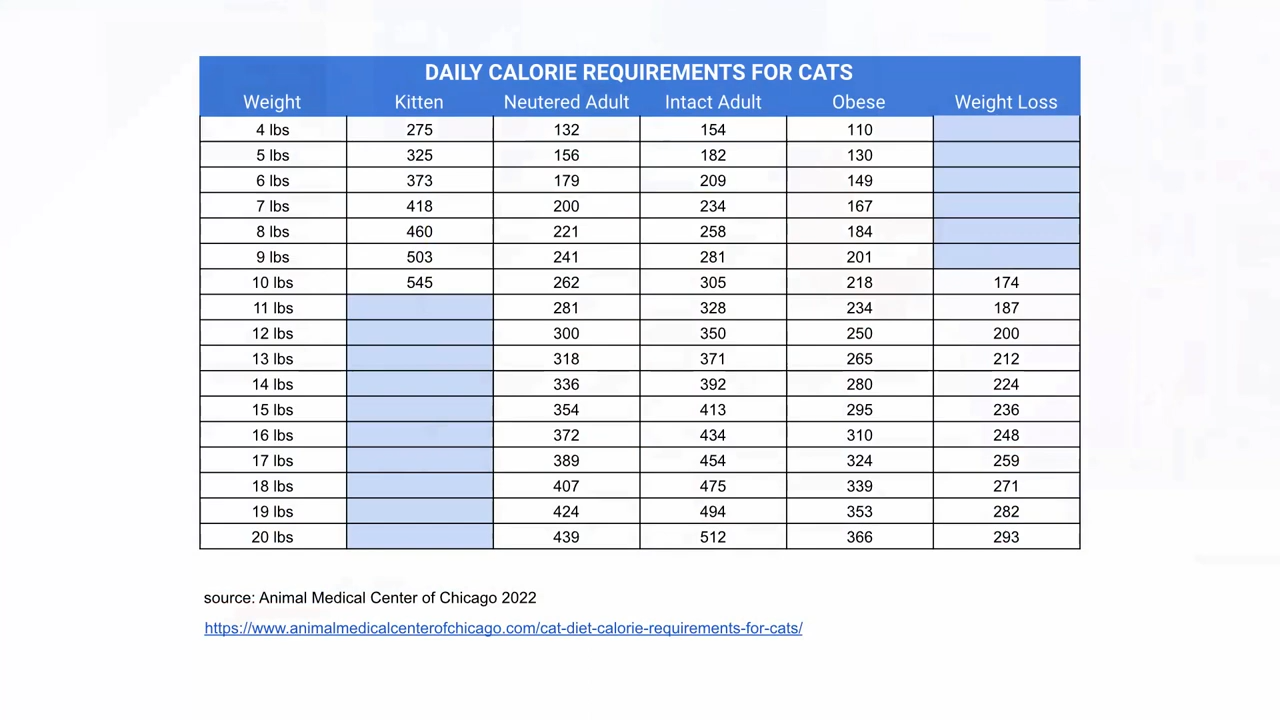 DAILY CALORIE REQUIREMENTS FOR CATS
Weight Kitten Neutered Adult Intact Adult Obese Weight Loss
4 lbs 275 132 154 110
5 lbs 325 156 182 130
6 lbs 373 179 209 149
7 lbs 418 200 234 167
8 lbs 460 221 258 184
9 lbs 503 241 281 201
10 lbs 545 262 305 218 174
11 lbs 281 328 234 187
12 lbs 300 350 250 200
13 lbs 318 371 265 212
14 lbs 336 392 280 224
15 lbs 354 413 295 236
16 lbs 372 434 310 248
17 lbs 389 454 324 259
18 lbs 407 475 339 271
19 lbs 424 494 353 282
20 lbs 439 512 366 293
source: Animal Medical Center of Chicago 2022
https://www.animalmedicalcenterofchicago.com/cat-diet-calorie-requirements-for-cats/